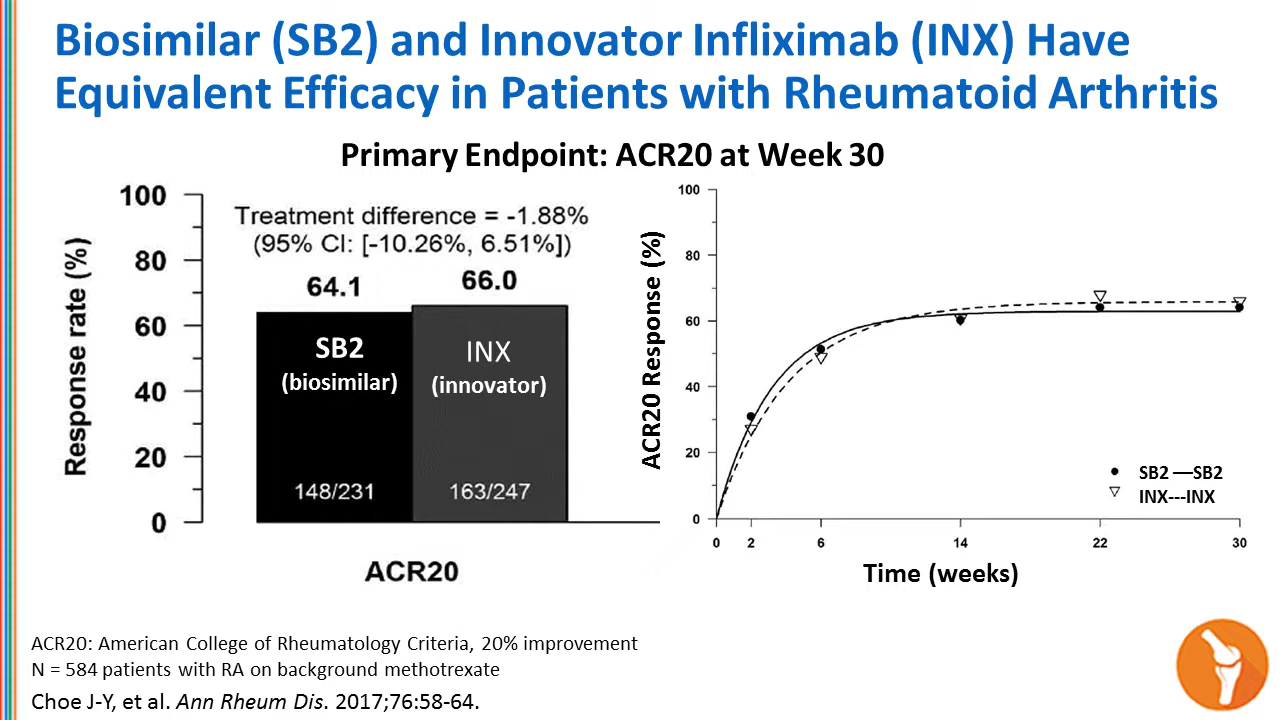 Biosimilar (SB2) and Innovator Infliximab (INX) Have
Equivalent Efficacy in Patients with Rheumatoid Arthritis
Primary Endpoint: ACR20 at Week 30
Response rate (%)
100
80
60
40
20
0
Treatment difference = -1.88%
(95% CI: [-10.26%, 6.51%])
64.1
66.0
SB2
(biosimilar)
INX
(innovator)
148/231
163/247
ACR20
ACR20 Response (%)
100
80
60
40
20
0
SB2 —SB2
INX---INX
0 2 6 14 22 30
Time (weeks)
ACR20: American College of Rheumatology Criteria, 20% improvement
N = 584 patients with RA on background methotrexate
Choe J-Y, et al. Ann Rheum Dis. 2017;76:58-64.